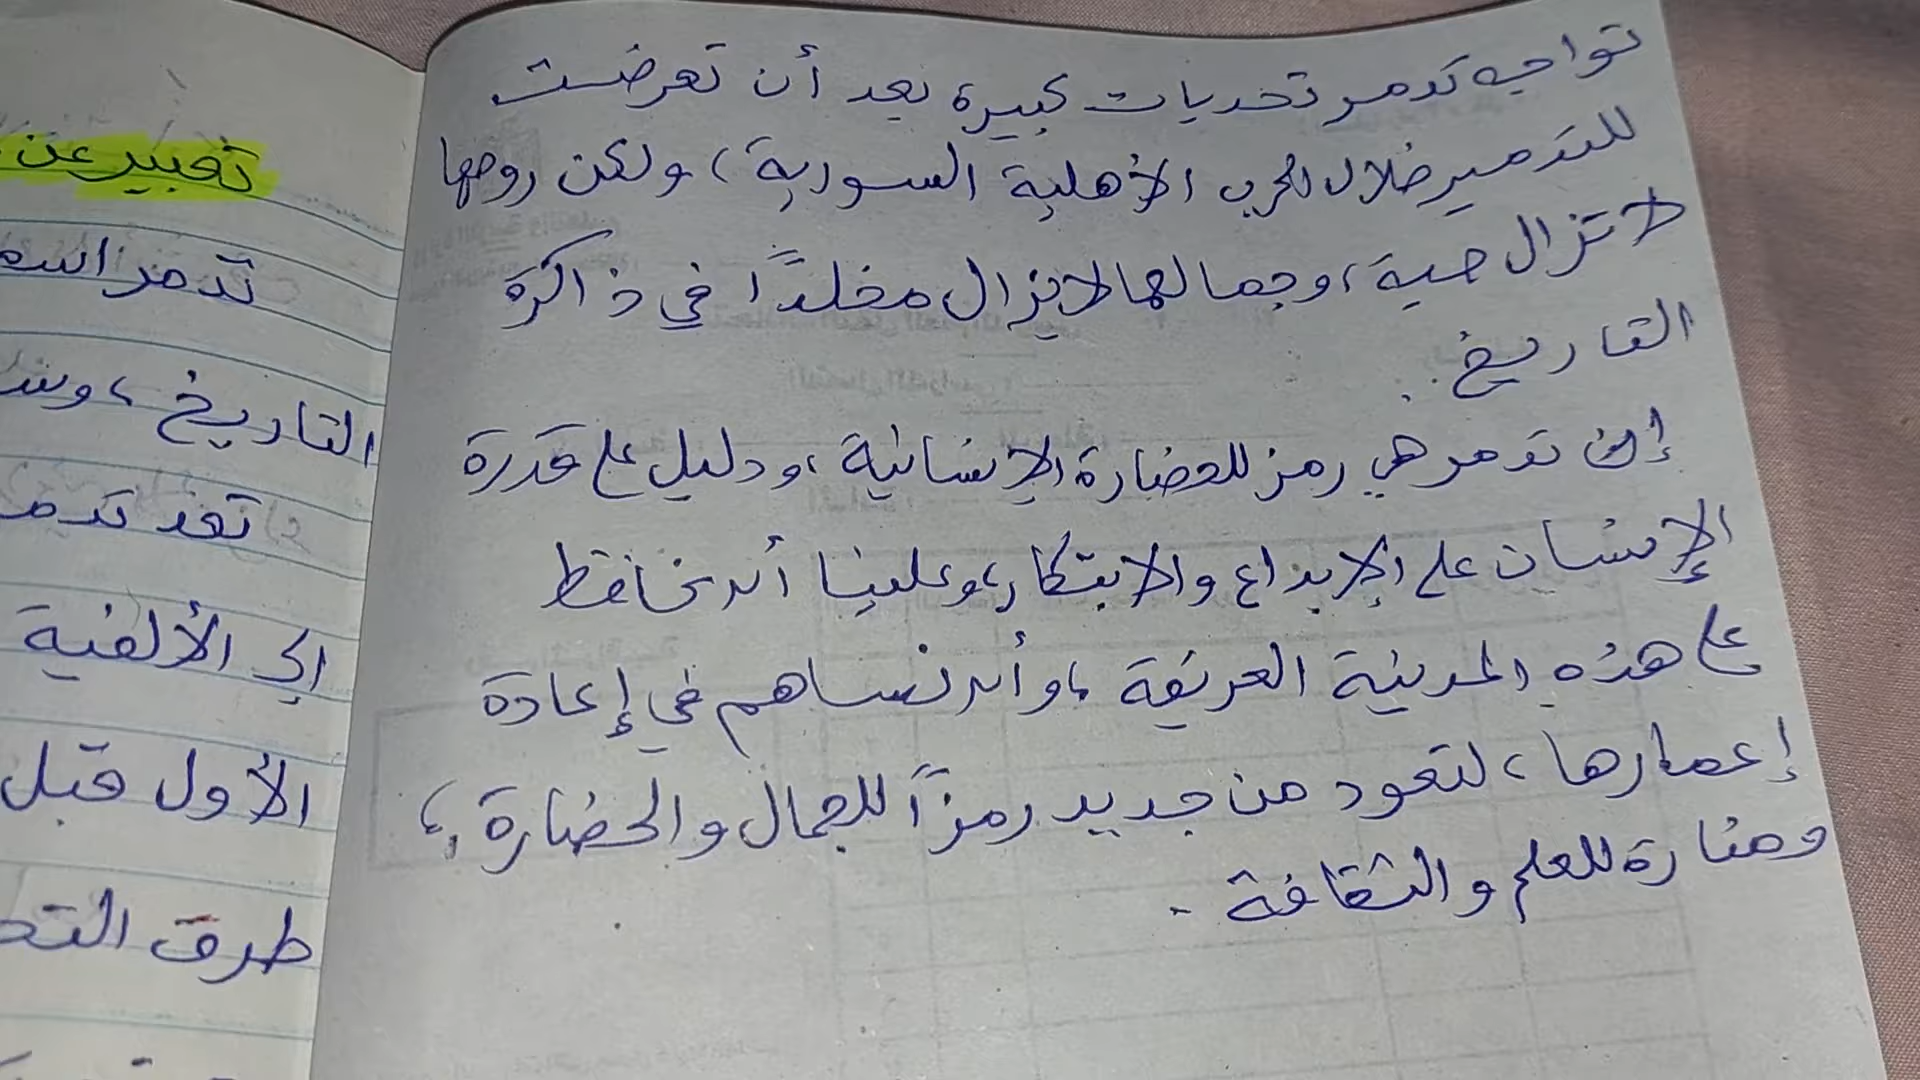 تواجه تدمر تحديات كبيرة بعد أن تعرضت
للتدمير خلال الحرب الأهلية السورية، ولكن روحها
لا تزال حية، وجمالها لا يزال مخلدًا في ذاكرة
التاريخ.
إن تدمر هي رمز للحضارة الإنسانية، ودليل على قدرة
الإنسان على الإبداع والابتكار، وعلينا أن نحافظ
على هذه المدينة العريقة، وأن نساهم في إعادة
إعمارها، لتعود من جديد رمزاً للجمال والحضارة،
ومنارة للعلم والثقافة.
تعبير عن
تدمر
التاريخ،
تعد
إلى الألفية
الأول قبل
طرق